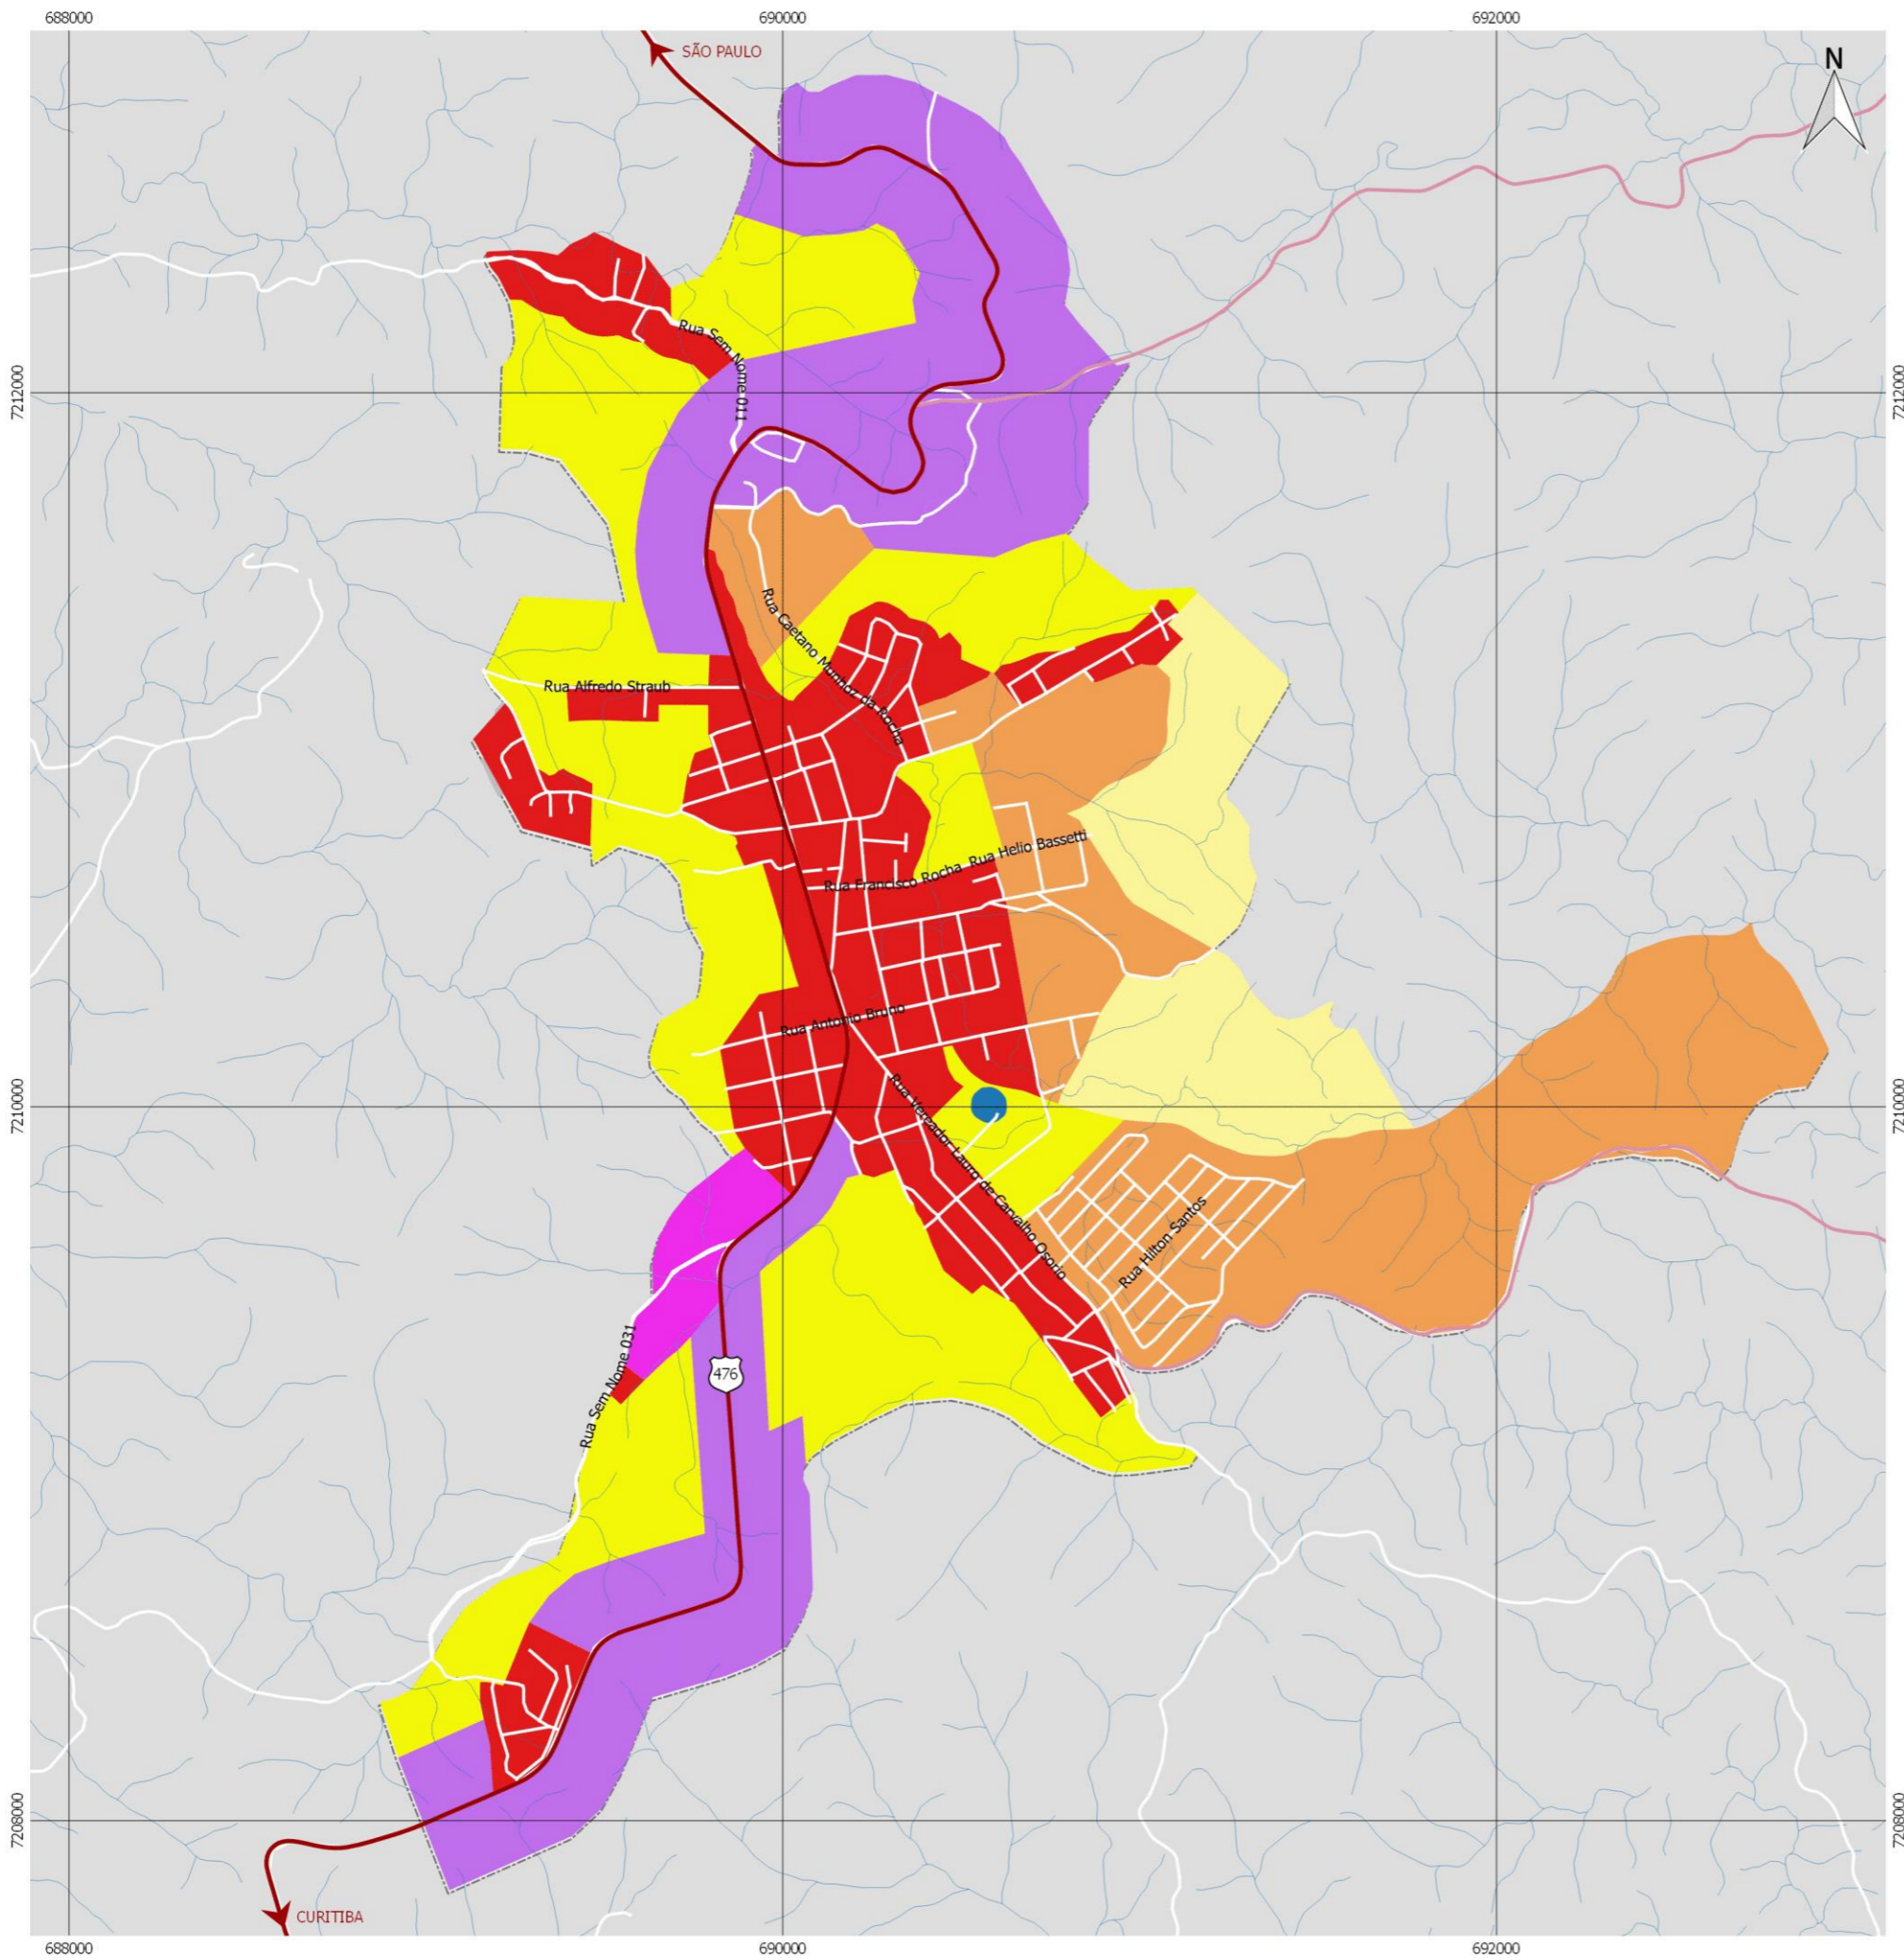 688000
690000
692000
SÃO PAULO
N
Rua Sem Nome 011
7212000
7212000
Rua Caetano Munhoz da Rocha
Rua Alfredo Straub
Rua Helio Bassetti
Rua Francisco Rocha
Rua Antonio Bruno
7210000
7210000
Rua Vereador Lauro de Carvalho Osorio
Rua Hilton Santos
Rua Sem Nome 031
476
7208000
7208000
CURITIBA
688000
690000
692000